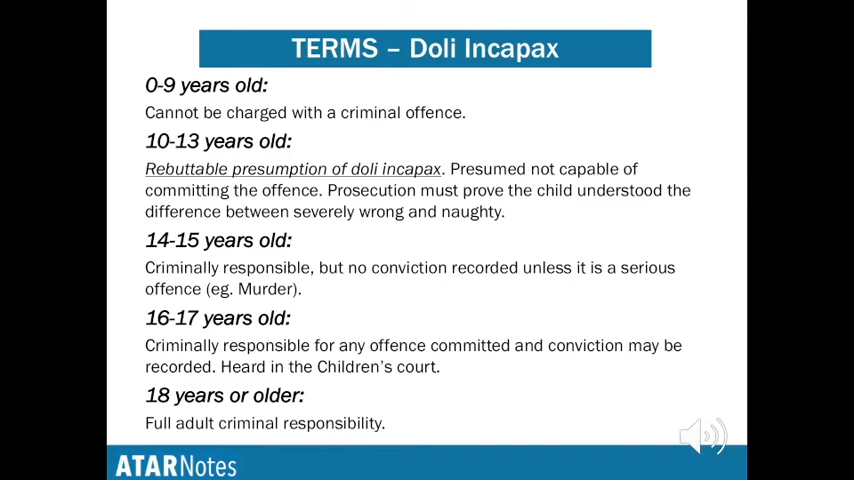 TERMS – Doli Incapax
0-9 years old:
Cannot be charged with a criminal offence.
10-13 years old:
Rebuttable presumption of doli incapax. Presumed not capable of
committing the offence. Prosecution must prove the child understood the
difference between severely wrong and naughty.
14-15 years old:
Criminally responsible, but no conviction recorded unless it is a serious
offence (eg. Murder).
16-17 years old:
Criminally responsible for any offence committed and conviction may be
recorded. Heard in the Children's court.
18 years or older:
Full adult criminal responsibility.
ATARNotes